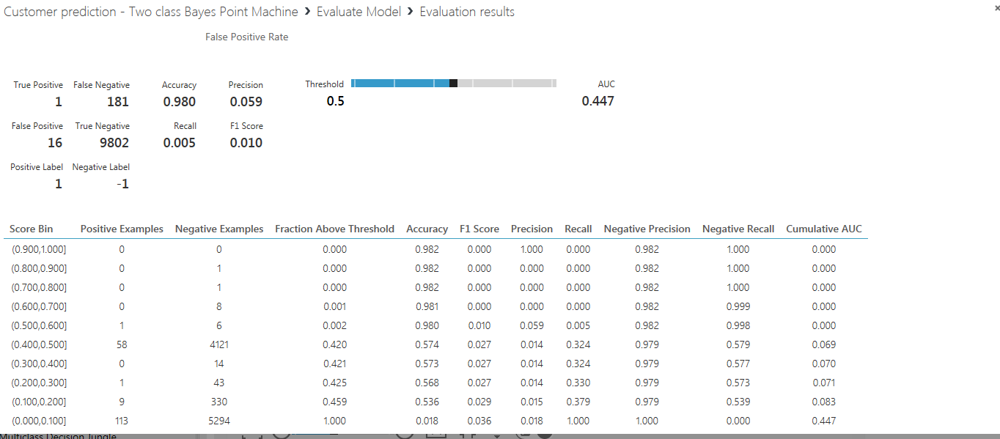 Customer prediction - Two class Bayes Point Machine › Evaluate Model › Evaluation results
False Positive Rate
True Positive False Negative Accuracy Precision Threshold AUC
1 181 0.980 0.059 0.5 0.447
False Positive True Negative Recall F1 Score
16 9802 0.005 0.010
Positive Label Negative Label
1 -1
Score Bin Positive Examples Negative Examples Fraction Above Threshold Accuracy F1 Score Precision Recall Negative Precision Negative Recall Cumulative AUC
(0.900,1.000] 0 0 0.000 0.982 0.000 1.000 0.000 0.982 1.000 0.000
(0.800,0.900] 0 1 0.000 0.982 0.000 0.000 0.000 0.982 1.000 0.000
(0.700,0.800] 0 1 0.000 0.982 0.000 0.000 0.000 0.982 1.000 0.000
(0.600,0.700] 0 8 0.001 0.981 0.000 0.000 0.000 0.982 0.999 0.000
(0.500,0.600] 1 6 0.002 0.980 0.010 0.059 0.005 0.982 0.998 0.000
(0.400,0.500] 58 4121 0.420 0.574 0.027 0.014 0.324 0.979 0.579 0.069
(0.300,0.400] 0 14 0.421 0.573 0.027 0.014 0.324 0.979 0.577 0.070
(0.200,0.300] 1 43 0.425 0.568 0.027 0.014 0.330 0.979 0.573 0.071
(0.100,0.200] 9 330 0.459 0.536 0.029 0.015 0.379 0.979 0.539 0.083
(0.000,0.100] 113 5294 1.000 0.018 0.036 0.018 1.000 1.000 0.000 0.447
Multiclass Decision Jungle